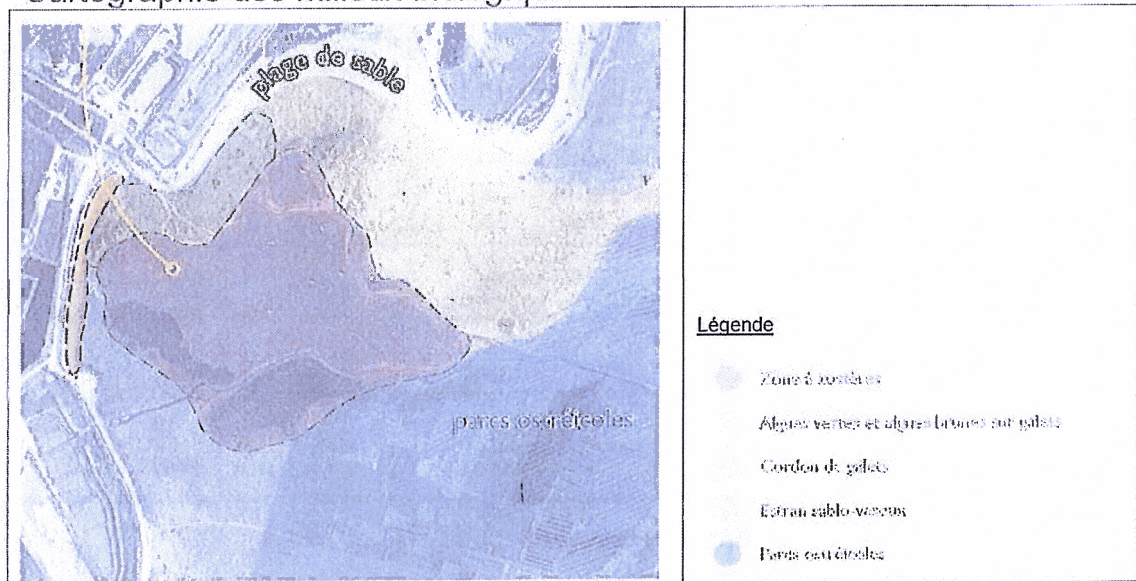 plage de sable
parcs ostréicoles
Légende
Zone à zostères
Algues vertes et algues brunes sur galets
Cordon de galets
Estran sablo-vaseux
Parcs ostréicoles